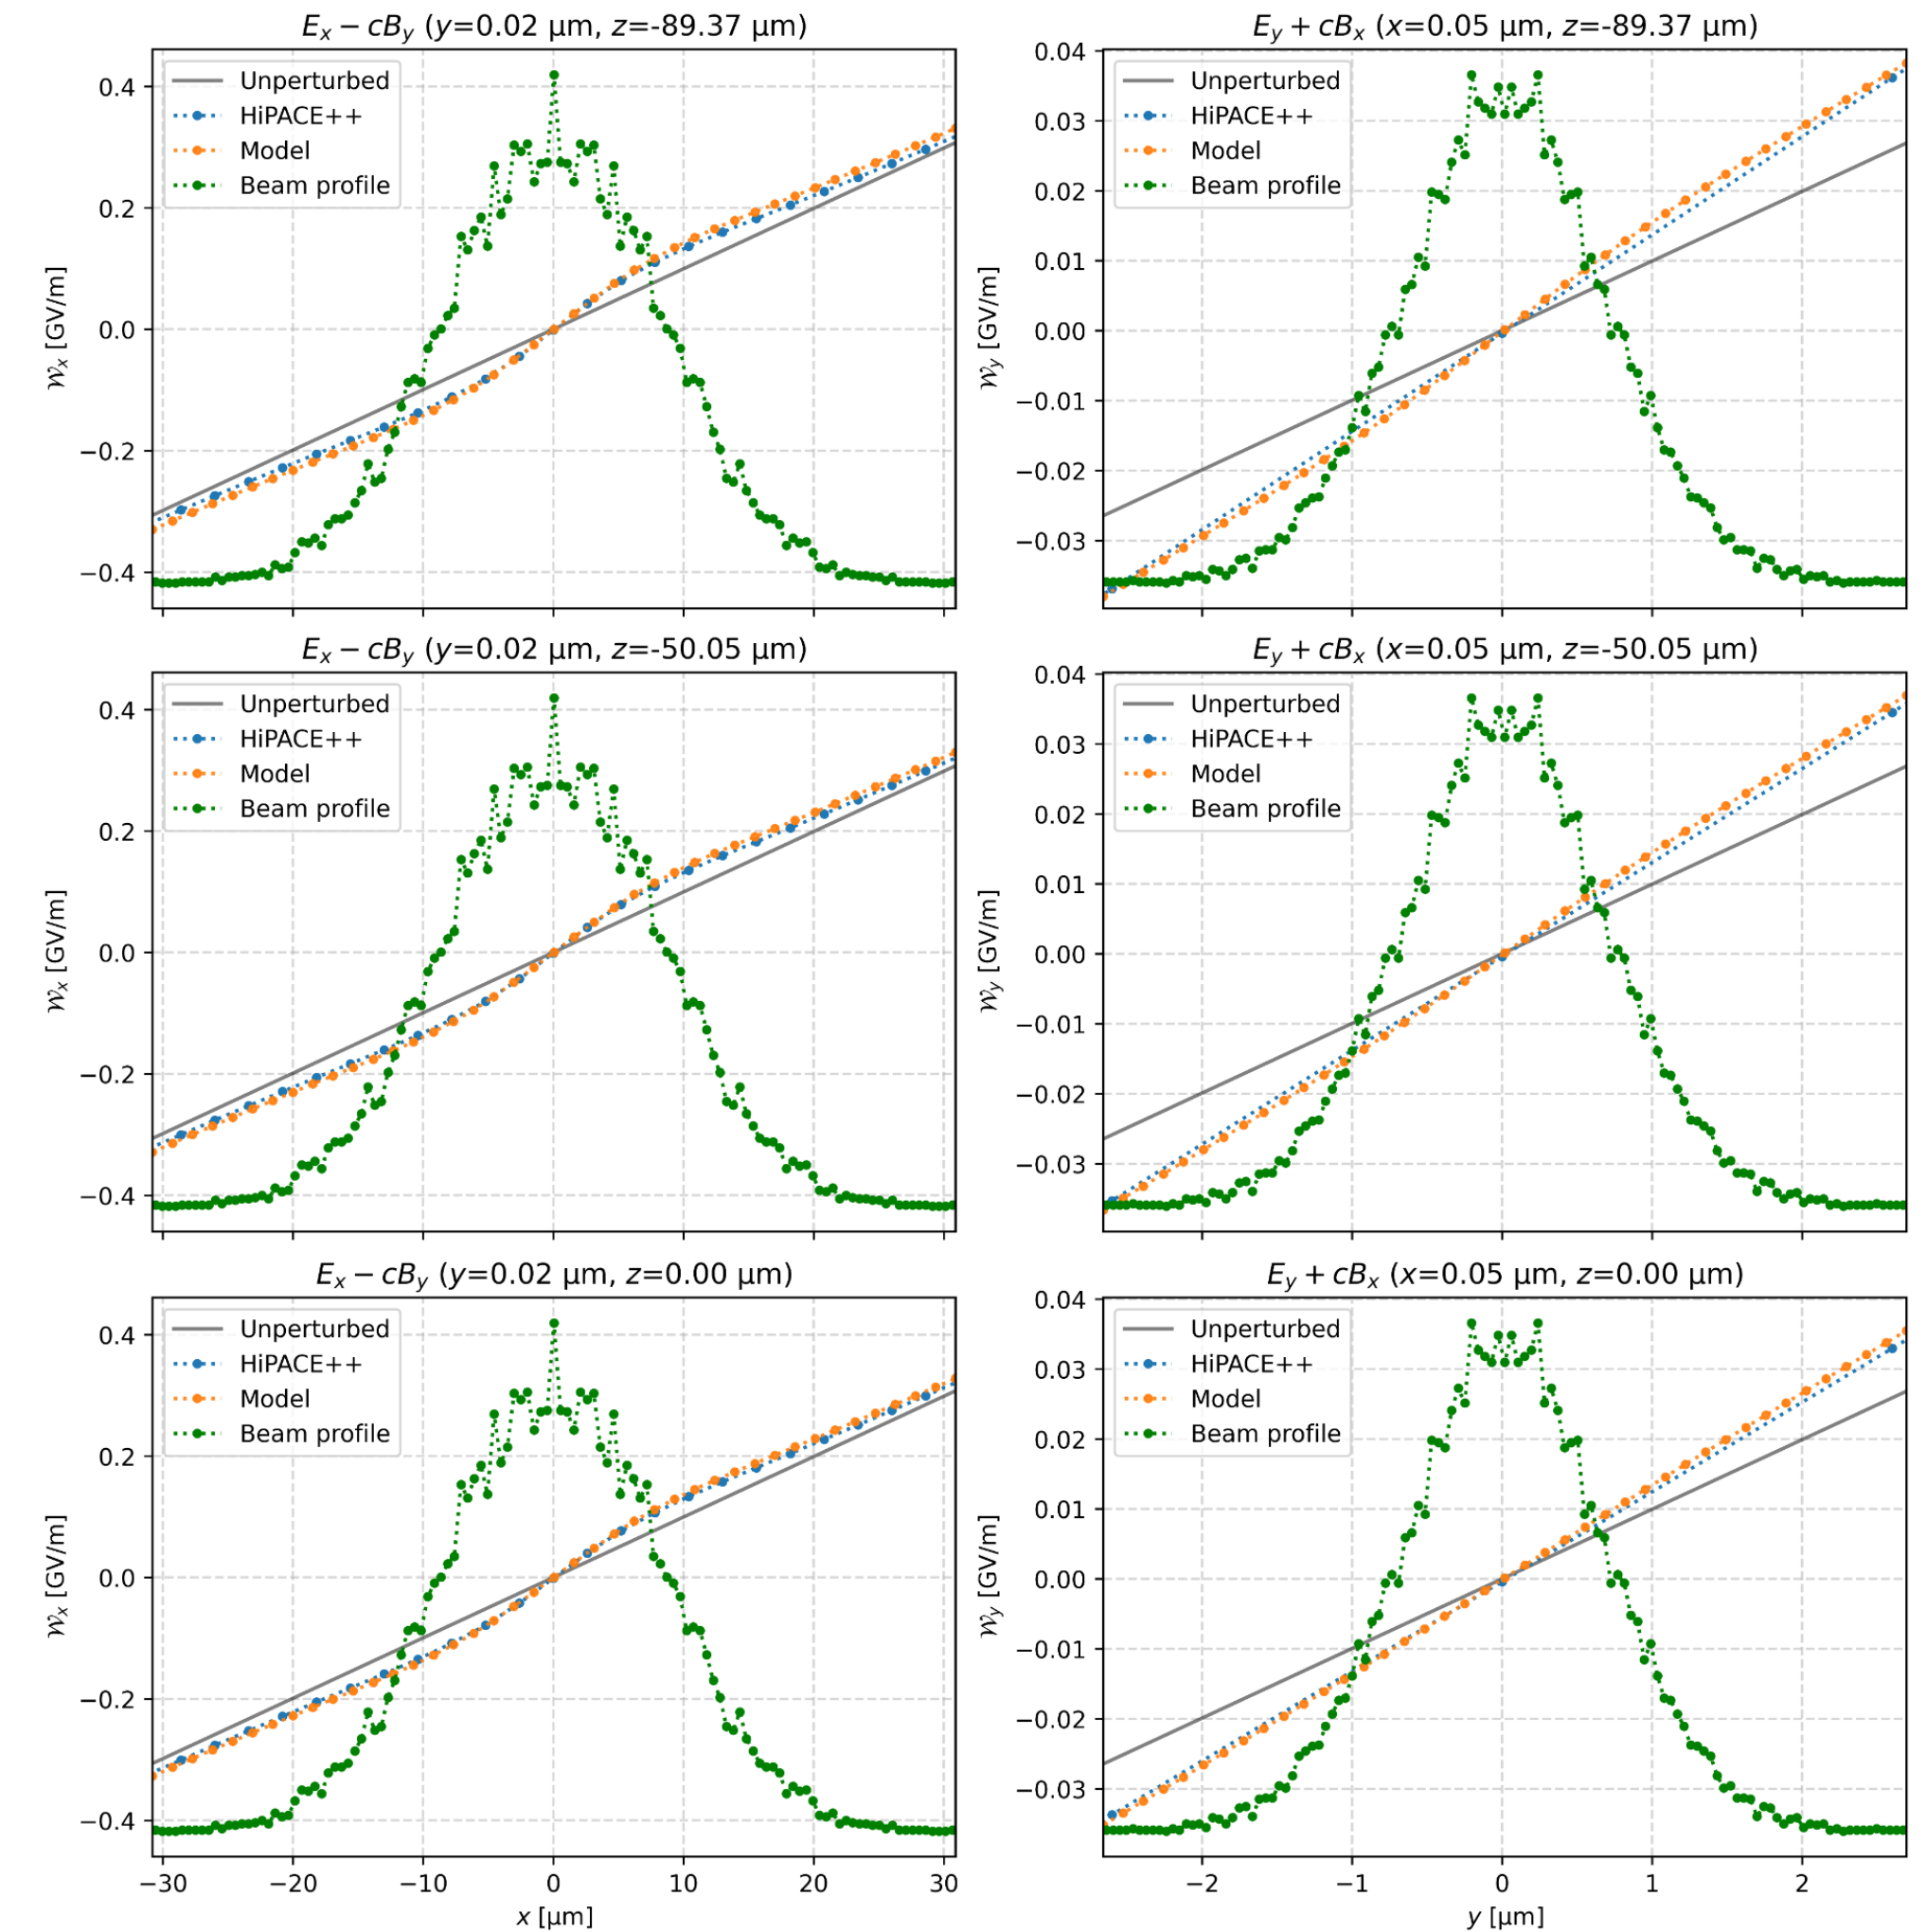 E_x − cB_y (y=0.02 µm, z=-89.37 µm)
0.4
0.2
0.0
−0.2
−0.4
𝒲_x [GV/m]
Unperturbed
HiPACE++
Model
Beam profile
E_y + cB_x (x=0.05 µm, z=-89.37 µm)
0.04
0.03
0.02
0.01
0.00
−0.01
−0.02
−0.03
𝒲_y [GV/m]
Unperturbed
HiPACE++
Model
Beam profile
E_x − cB_y (y=0.02 µm, z=-50.05 µm)
0.4
0.2
0.0
−0.2
−0.4
𝒲_x [GV/m]
Unperturbed
HiPACE++
Model
Beam profile
E_y + cB_x (x=0.05 µm, z=-50.05 µm)
0.04
0.03
0.02
0.01
0.00
−0.01
−0.02
−0.03
𝒲_y [GV/m]
Unperturbed
HiPACE++
Model
Beam profile
E_x − cB_y (y=0.02 µm, z=0.00 µm)
0.4
0.2
0.0
−0.2
−0.4
𝒲_x [GV/m]
Unperturbed
HiPACE++
Model
Beam profile
−30 −20 −10 0 10 20 30
x [µm]
E_y + cB_x (x=0.05 µm, z=0.00 µm)
0.04
0.03
0.02
0.01
0.00
−0.01
−0.02
−0.03
𝒲_y [GV/m]
Unperturbed
HiPACE++
Model
Beam profile
−2 −1 0 1 2
y [µm]